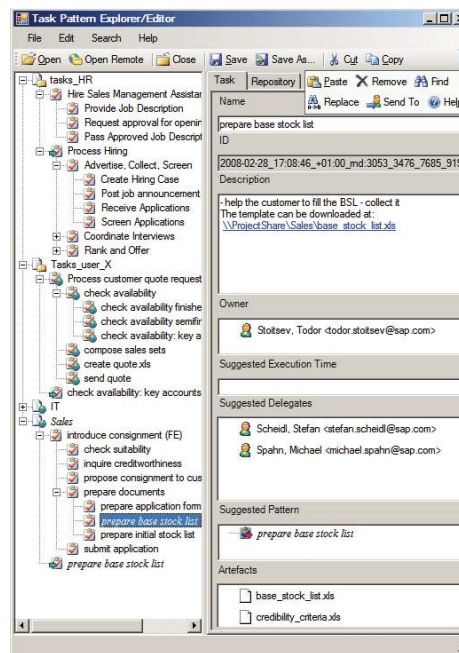 Task Pattern Explorer/Editor
File Edit Search Help
Open Open Remote Close Save Save As... Cut Copy
Paste Remove Find
Replace Send To Help
tasks_HR
Hire Sales Management Assistar
Provide Job Description
Request approval for openin
Pass Approved Job Descript
Process Hiring
Advertise, Collect, Screen
Create Hiring Case
Post job announcement
Receive Applications
Screen Applications
Coordinate Interviews
Rank and Offer
Tasks_user_X
Process customer quote request
check availability
check availability finishe
check availability semifir
check availability: key a
compose sales sets
create quote.xls
send quote
check availability: key accounts
IT
Sales
introduce consignment (FE)
check suitability
inquire creditworthiness
propose consignment to cus
prepare documents
prepare application form
prepare base stock list
prepare initial stock list
submit application
prepare base stock list
Task Repository
Name
prepare base stock list
ID
2008-02-28_17:08:46_+01:00_md:3053_3476_7685_919
Description
- help the customer to fill the BSL - collect it
The template can be downloaded at:
\\ProjectShare\Sales\base_stock_list.xls
Owner
Stoitsev, Todor <todor.stoitsev@sap.com>
Suggested Execution Time
Suggested Delegates
Scheidl, Stefan <stefan.scheidl@sap.com>
Spahn, Michael <michael.spahn@sap.com>
Suggested Pattern
prepare base stock list
Artefacts
base_stock_list.xls
credibility_criteria.xls